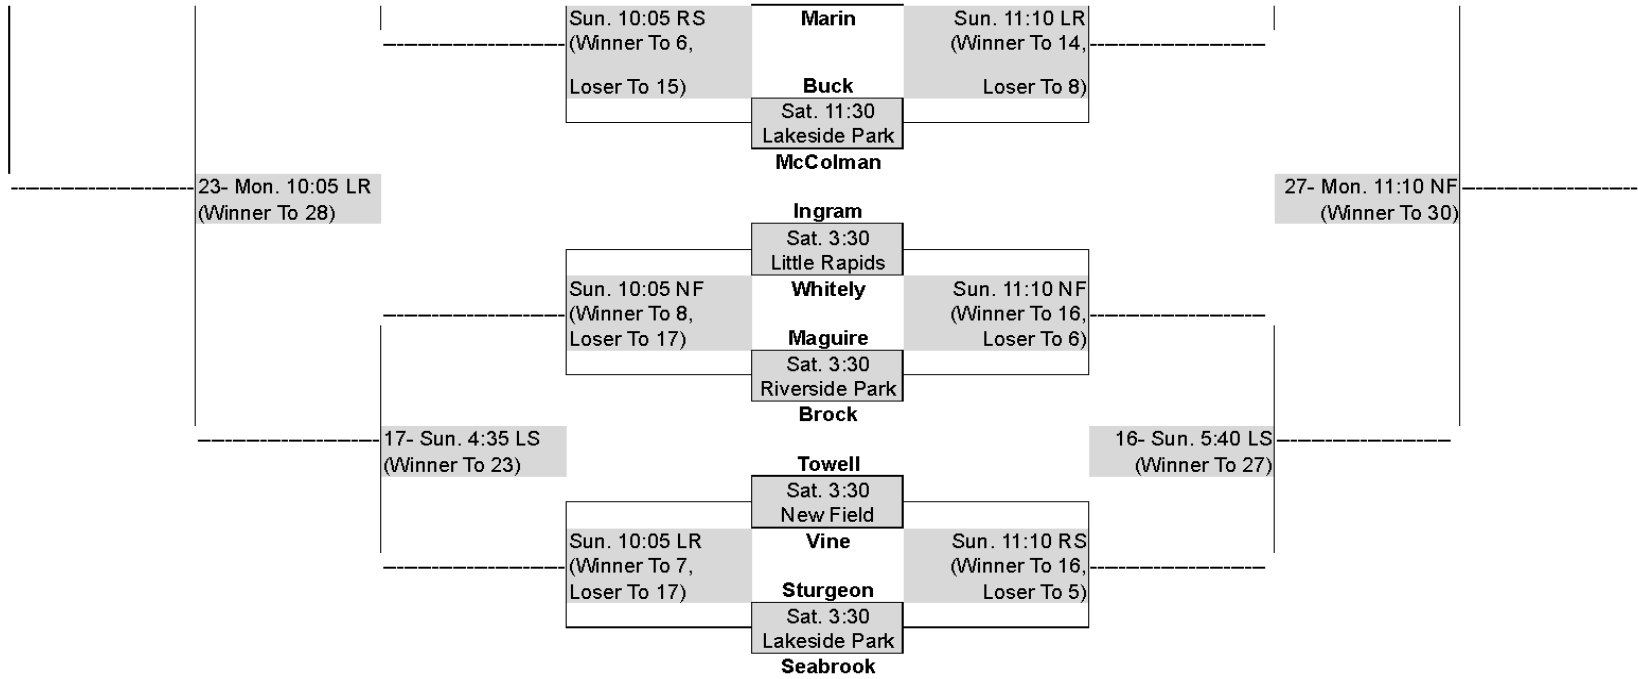 Sun. 10:05 RS
(Winner To 6,
Loser To 15)
Marin
Sun. 11:10 LR
(Winner To 14,
Loser To 8)
Buck
Sat. 11:30
Lakeside Park
McColman
23- Mon. 10:05 LR
(Winner To 28)
27- Mon. 11:10 NF
(Winner To 30)
Ingram
Sat. 3:30
Little Rapids
Whitely
Sun. 10:05 NF
(Winner To 8,
Loser To 17)
Sun. 11:10 NF
(Winner To 16,
Loser To 6)
Maguire
Sat. 3:30
Riverside Park
Brock
17- Sun. 4:35 LS
(Winner To 23)
16- Sun. 5:40 LS
(Winner To 27)
Towell
Sat. 3:30
New Field
Vine
Sun. 10:05 LR
(Winner To 7,
Loser To 17)
Sun. 11:10 RS
(Winner To 16,
Loser To 5)
Sturgeon
Sat. 3:30
Lakeside Park
Seabrook